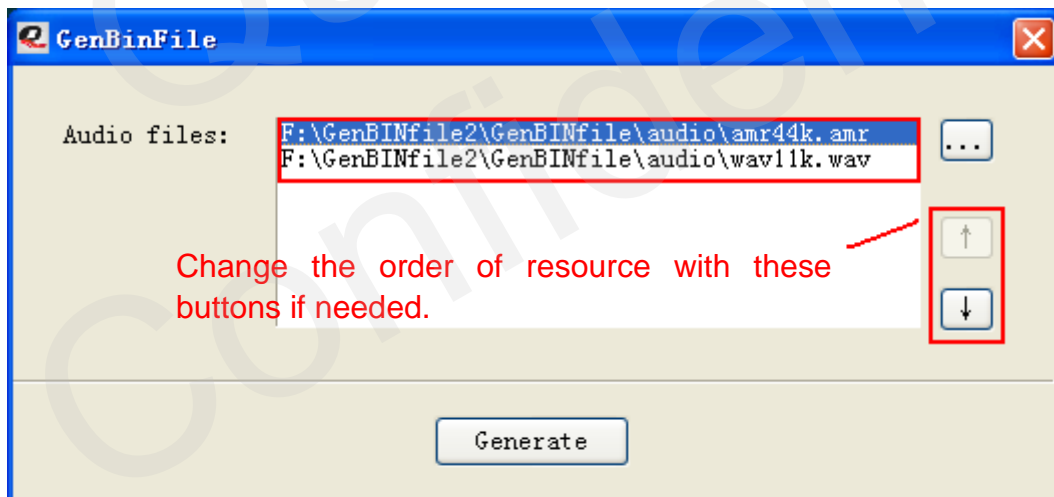 GenBinFile
Audio files:
F:\GenBINfile2\GenBINfile\audio\amr44k.amr
...
F:\GenBINfile2\GenBINfile\audio\wav11k.wav
↑
Change the order of resource with these
buttons if needed.
↓
Generate